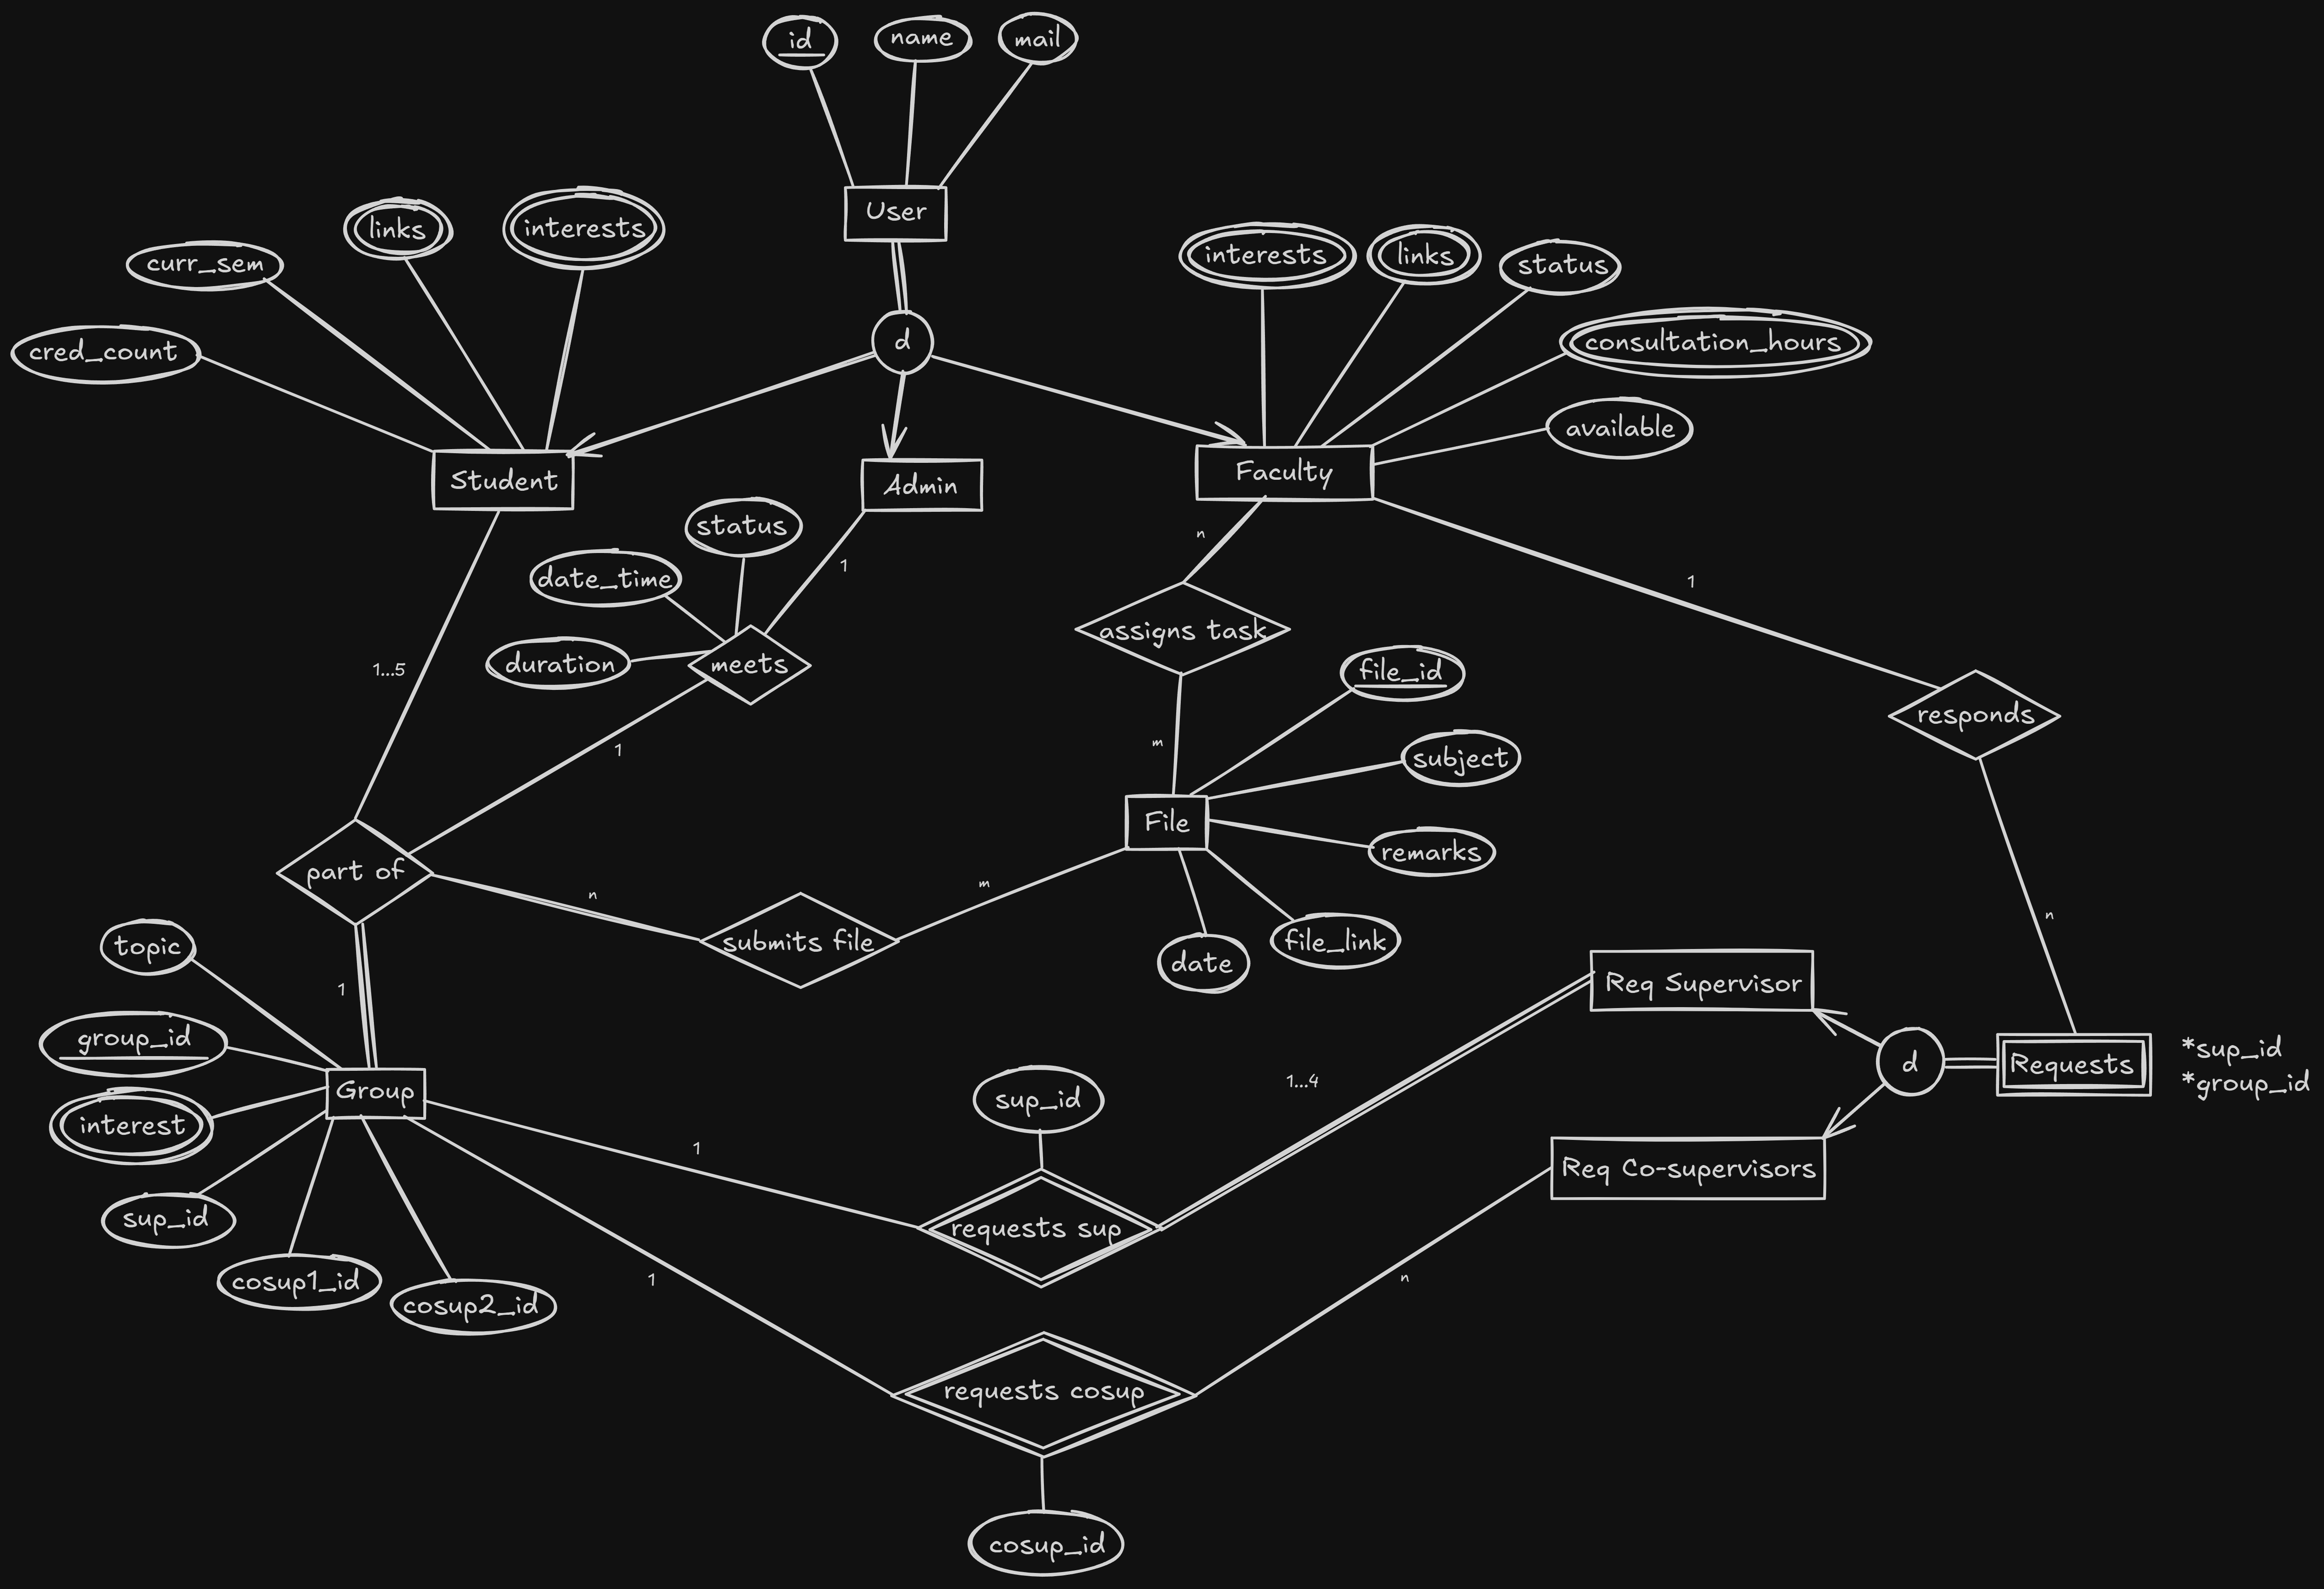 id
name
mail
User
links
interests
curr_sem
cred_count
interests
links
status
consultation_hours
available
d
Student
Admin
Faculty
status
date_time
duration
meets
1
1
1...5
n
assigns task
m
1
responds
n
file_id
subject
remarks
file_link
date
File
part of
n
submits file
m
1
topic
group_id
interest
sup_id
cosup1_id
cosup2_id
Group
Req Supervisor
d
Requests
*sup_id
*group_id
Req Co-supervisors
1...4
sup_id
1
requests sup
1
n
requests cosup
cosup_id